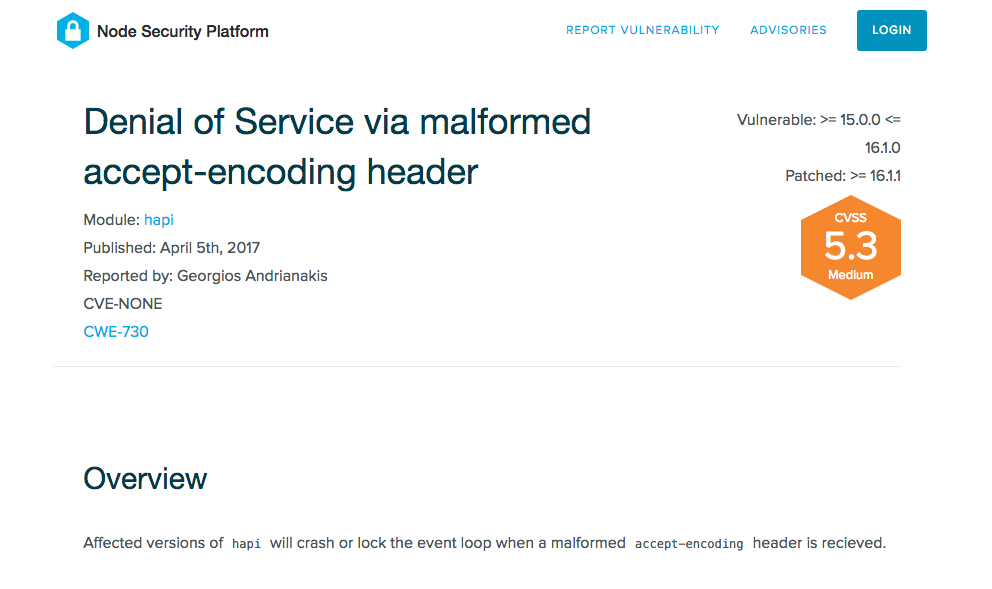 Node Security Platform
REPORT VULNERABILITY
ADVISORIES
LOGIN
Denial of Service via malformed
accept-encoding header
Module: hapi
Published: April 5th, 2017
Reported by: Georgios Andrianakis
CVE-NONE
CWE-730
Vulnerable: >= 15.0.0 <=
16.1.0
Patched: >= 16.1.1
CVSS
5.3
Medium
Overview
Affected versions of hapi will crash or lock the event loop when a malformed accept-encoding header is recieved.